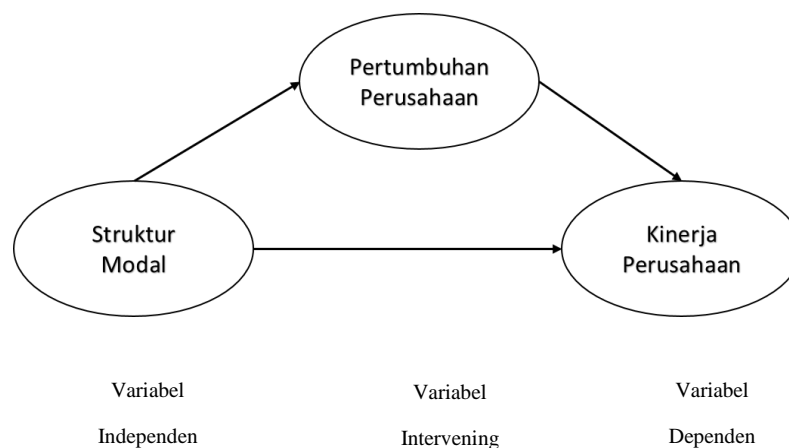 Pertumbuhan
Perusahaan
Struktur
Modal
Kinerja
Perusahaan
Variabel
Independen
Variabel
Intervening
Variabel
Dependen